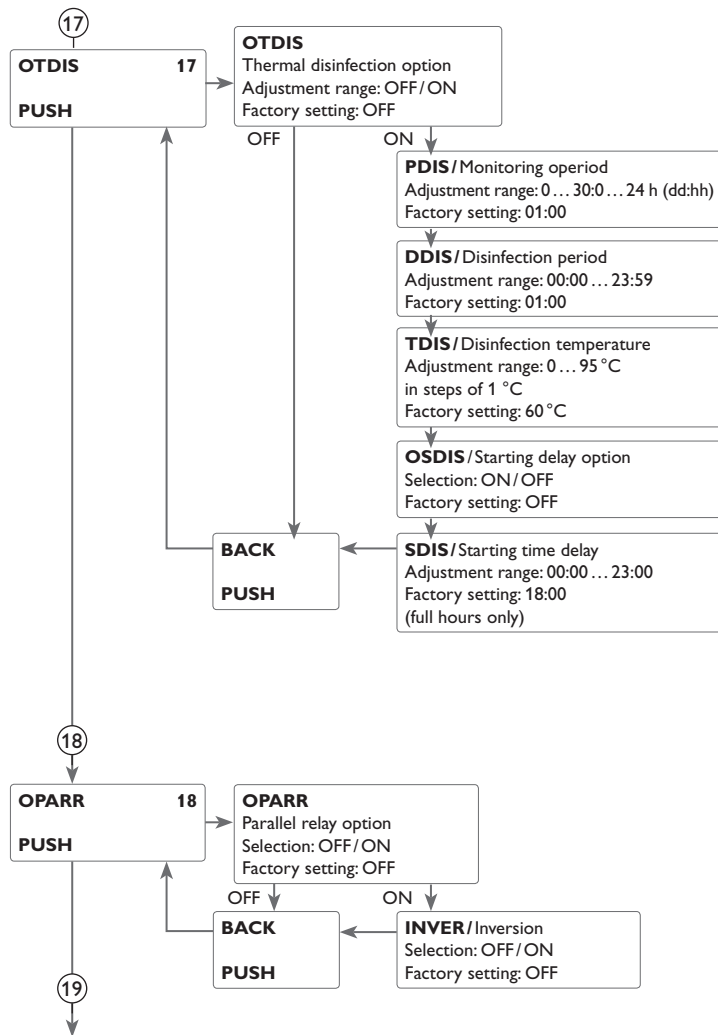 17
OTDIS 17
PUSH
OTDIS
Thermal disinfection option
Adjustment range: OFF/ON
Factory setting: OFF
OFF
ON
PDIS/Monitoring operiod
Adjustment range: 0 … 30:0 … 24 h (dd:hh)
Factory setting: 01:00
DDIS/Disinfection period
Adjustment range: 00:00 … 23:59
Factory setting: 01:00
TDIS/Disinfection temperature
Adjustment range: 0 … 95 °C
in steps of 1 °C
Factory setting: 60 °C
OSDIS/Starting delay option
Selection: ON/OFF
Factory setting: OFF
SDIS/Starting time delay
Adjustment range: 00:00 … 23:00
Factory setting: 18:00
(full hours only)
BACK
PUSH
18
OPARR 18
PUSH
OPARR
Parallel relay option
Selection: OFF/ON
Factory setting: OFF
OFF
ON
BACK
PUSH
INVER/Inversion
Selection: OFF/ON
Factory setting: OFF
19